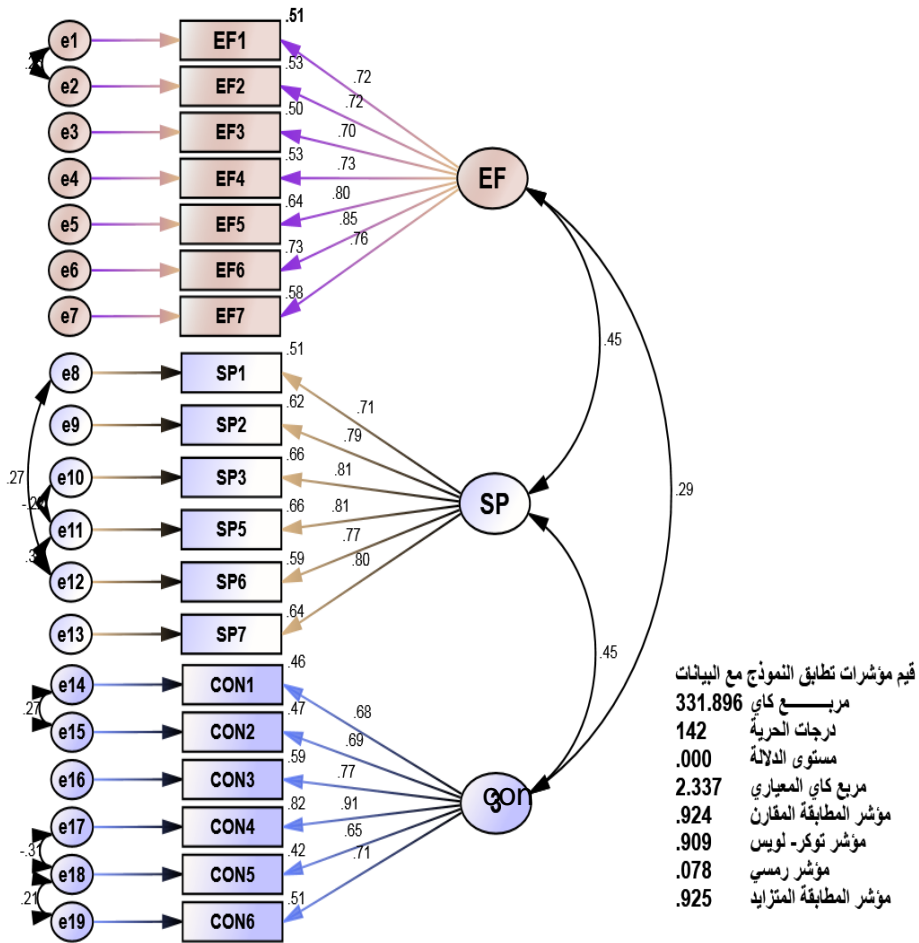 .51
e1 EF1
.72
.53
e2 EF2
.72
.50
e3 EF3
.70
.53
e4 EF4
.73
EF
.64
e5 EF5
.80
.73
e6 EF6
.85
.58
e7 EF7
.76
.45
.29
.51
e8 SP1
.71
.62
e9 SP2
.79
.66
e10 SP3
.81
.27
SP
.66
e11 SP5
.81
.59
e12 SP6
.77
.64
e13 SP7
.80
.45
.46
e14 CON1
.68
.27
.47
e15 CON2
.69
.59
e16 CON3
.77
con
3
.82
e17 CON4
.91
-.31
.42
e18 CON5
.65
.21
.51
e19 CON6
.71
قيم مؤشرات تطابق النموذج مع البيانات
مربـــــــع كاي 331.896
درجات الحرية 142
مستوى الدلالة .000
مربع كاي المعياري 2.337
مؤشر المطابقة المقارن .924
مؤشر توكر- لويس .909
مؤشر رمسي .078
مؤشر المطابقة المتزايد .925